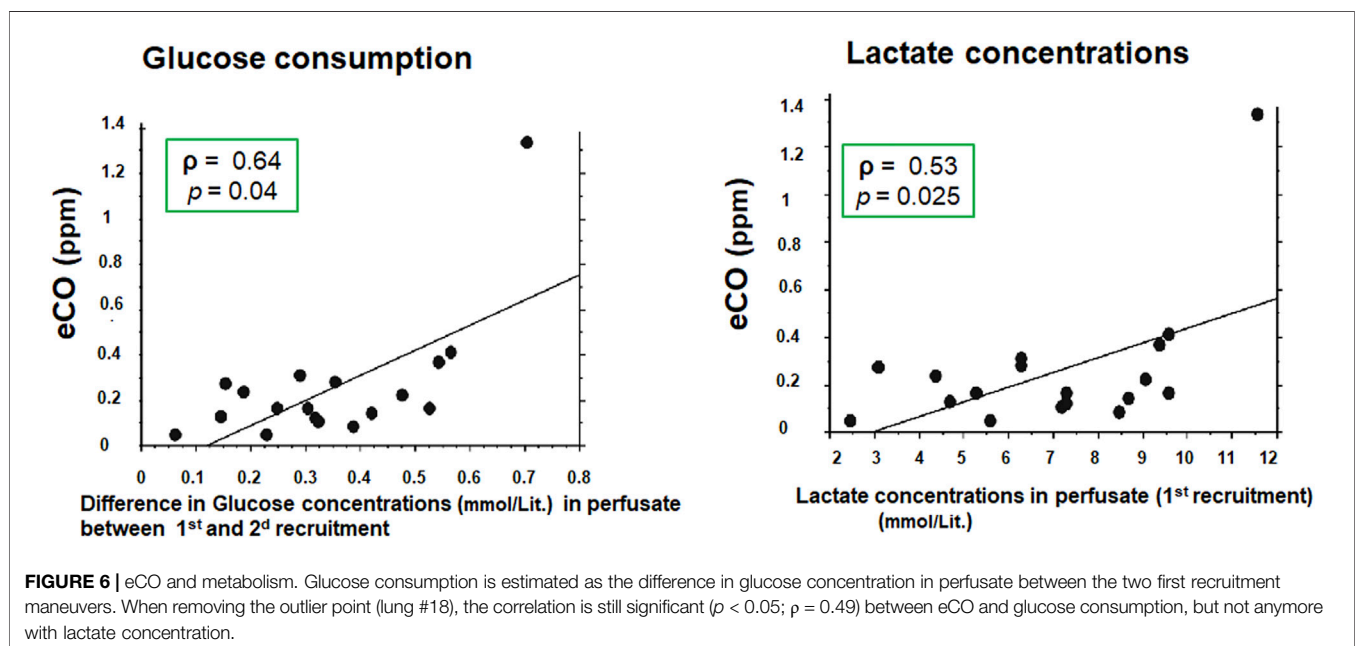 Glucose consumption
1.4
1.2
1
0.8
0.6
0.4
0.2
0
eCO (ppm)
ρ = 0.64
p = 0.04
0 0.1 0.2 0.3 0.4 0.5 0.6 0.7 0.8
Difference in Glucose concentrations (mmol/Lit.) in perfusate
between 1st and 2d recruitment
Lactate concentrations
1.4
1.2
1
0.8
0.6
0.4
0.2
0
eCO (ppm)
ρ = 0.53
p = 0.025
2 3 4 5 6 7 8 9 10 11 12
Lactate concentrations in perfusate (1st recruitment)
(mmol/Lit.)
FIGURE 6 | eCO and metabolism. Glucose consumption is estimated as the difference in glucose concentration in perfusate between the two first recruitment
maneuvers. When removing the outlier point (lung #18), the correlation is still significant (p < 0.05; ρ = 0.49) between eCO and glucose consumption, but not anymore
with lactate concentration.